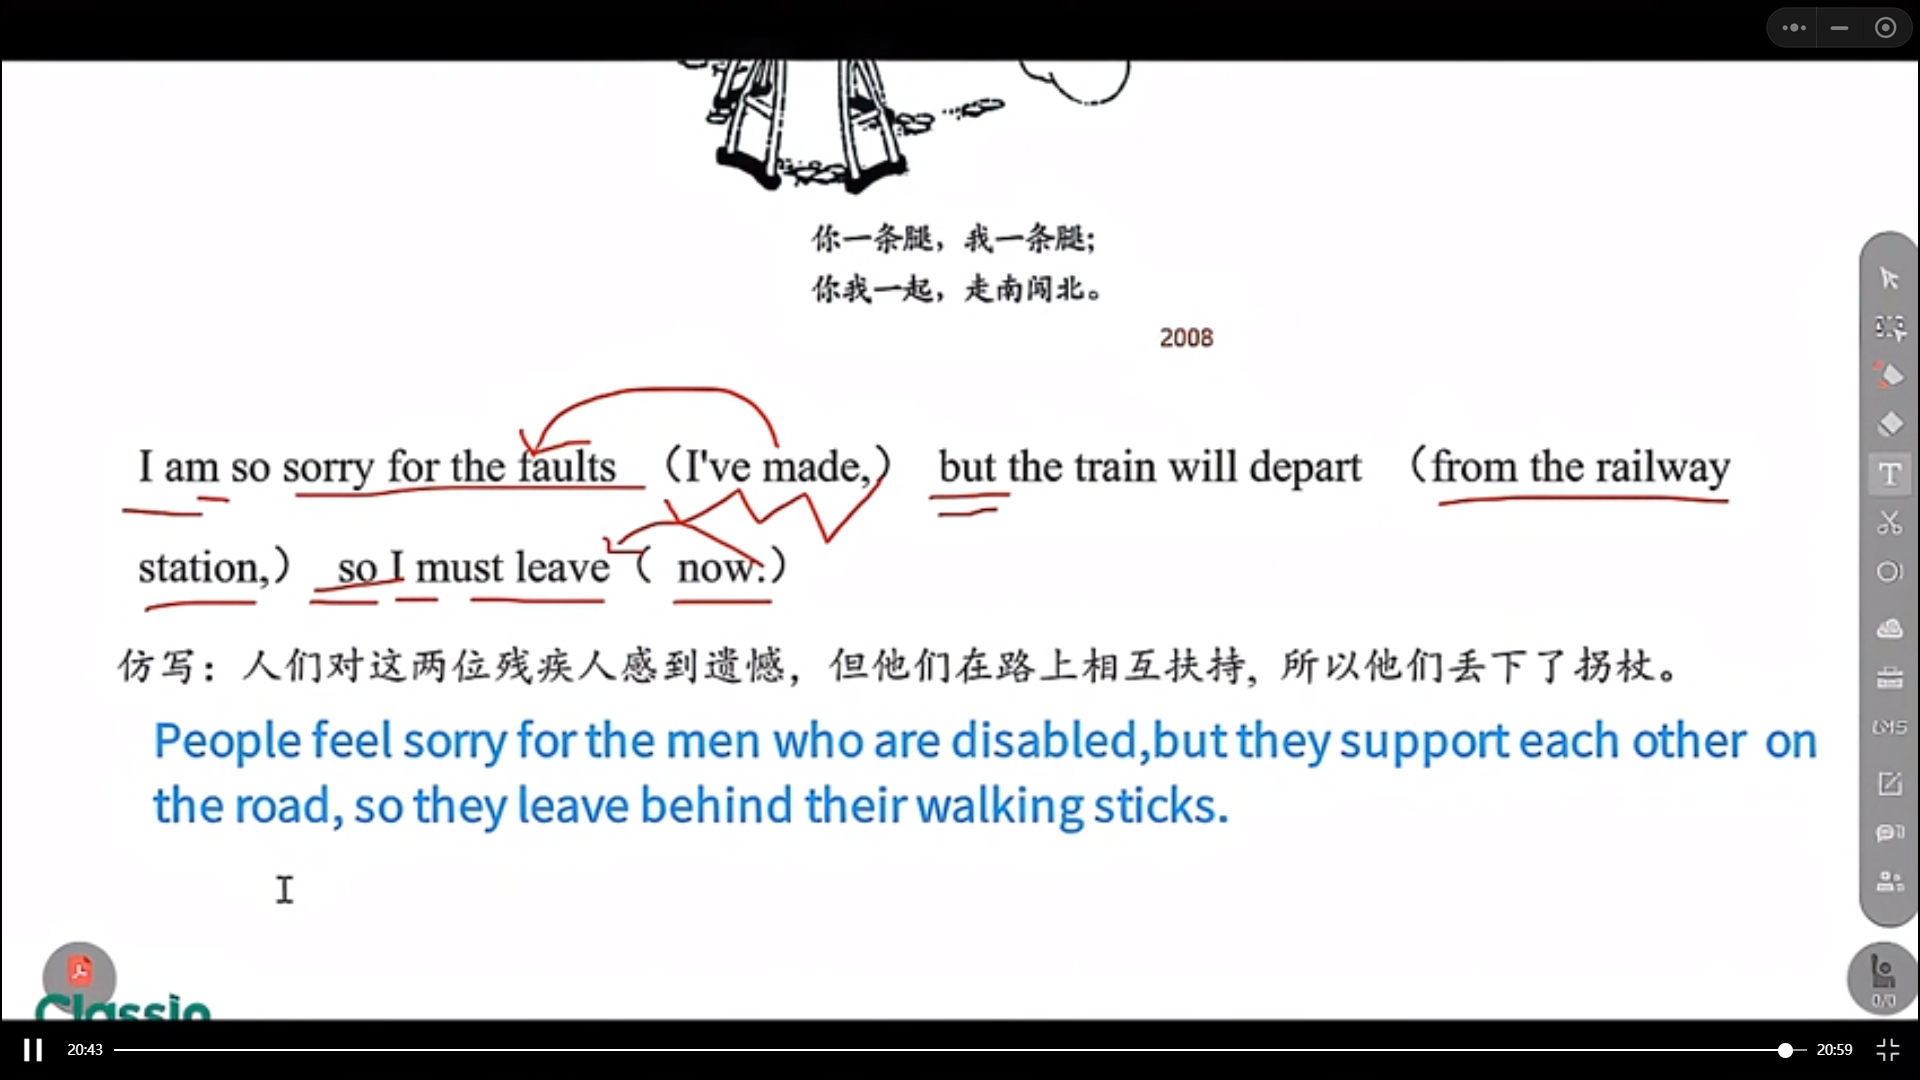 你一条腿，我一条腿；
你我一起，走南闯北。
2008
I am so sorry for the faults （I've made,） but the train will depart （from the railway
station,） so I must leave（ now.）
仿写：人们对这两位残疾人感到遗憾，但他们在路上相互扶持，所以他们丢下了拐杖。
People feel sorry for the men who are disabled,but they support each other on
the road, so they leave behind their walking sticks.
T
LMS
0/0
Classin
20:43
20:59